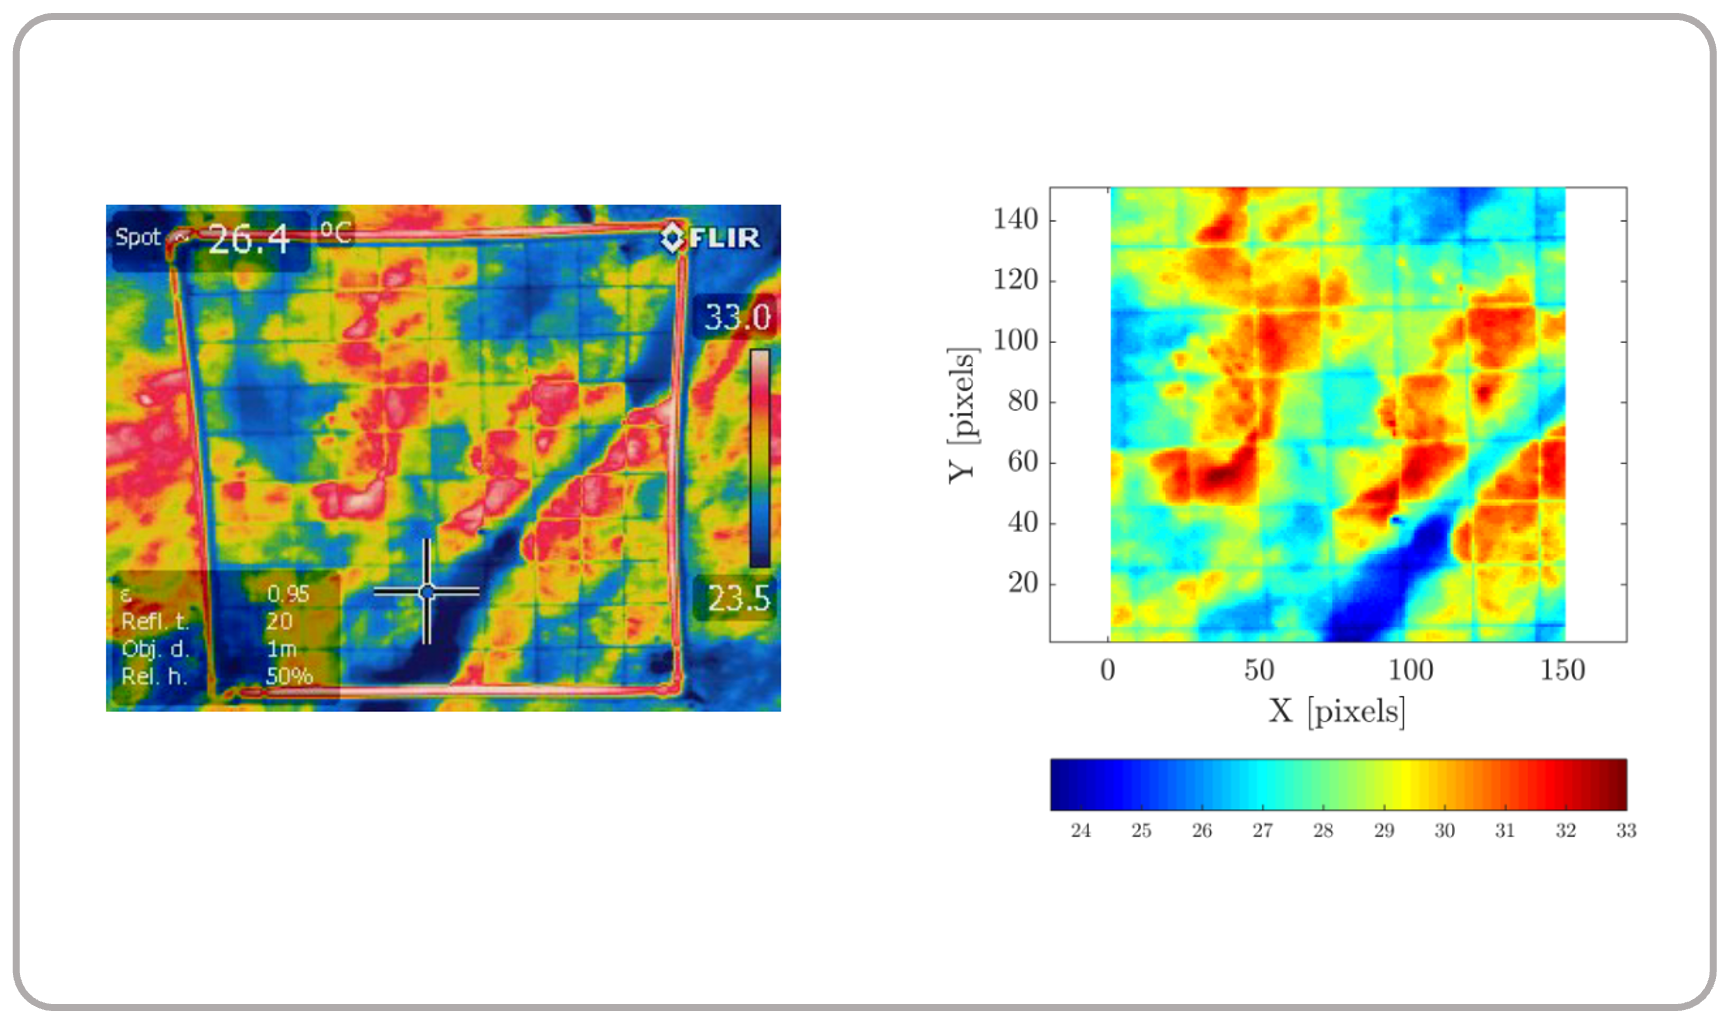 Spot 26.4 °C
FLIR
33.0
23.5
ε 0.95
Refl. t. 20
Obj. d. 1m
Rel. h. 50%
140
120
100
80
60
40
20
Y [pixels]
0 50 100 150
X [pixels]
24 25 26 27 28 29 30 31 32 33